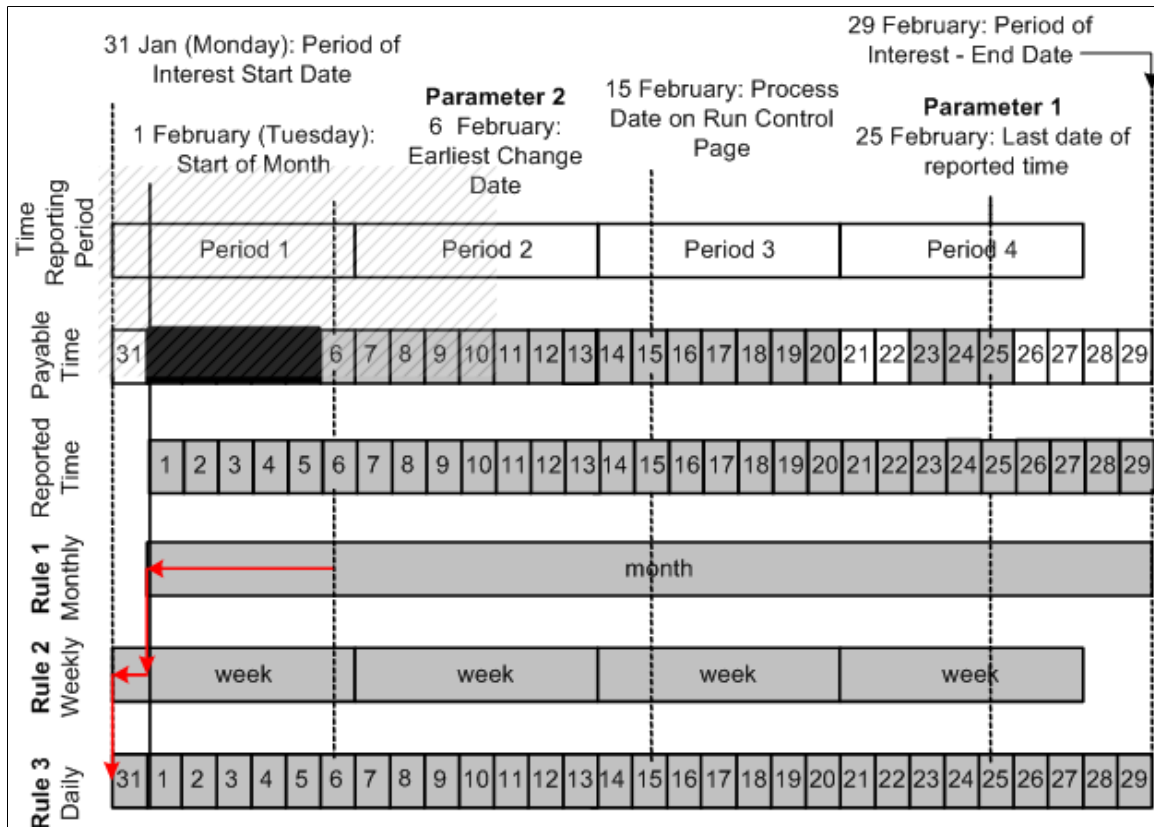 31 Jan (Monday): Period of
Interest Start Date
1 February (Tuesday):
Start of Month
Parameter 2
6 February:
Earliest Change
Date
15 February: Process
Date on Run Control
Page
29 February: Period of
Interest - End Date
Parameter 1
25 February: Last date of
reported time
Time
Reporting
Period
Period 1
Period 2
Period 3
Period 4
Payable
Time
31 6 7 8 9 10 11 12 13 14 15 16 17 18 19 20 21 22 23 24 25 26 27 28 29
Reported
Time
1 2 3 4 5 6 7 8 9 10 11 12 13 14 15 16 17 18 19 20 21 22 23 24 25 26 27 28 29
Rule 1
Monthly
month
Rule 2
Weekly
week
week
week
week
Rule 3
Daily
31 1 2 3 4 5 6 7 8 9 10 11 12 13 14 15 16 17 18 19 20 21 22 23 24 25 26 27 28 29